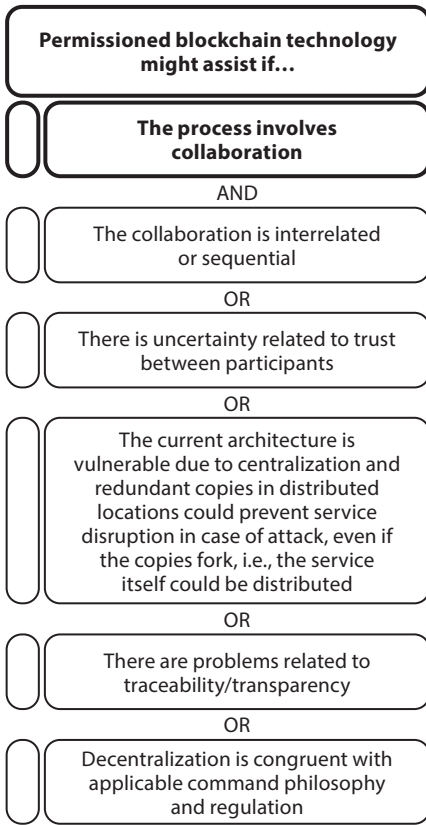 Permissioned blockchain technology
might assist if…
The process involves
collaboration
AND
The collaboration is interrelated
or sequential
OR
There is uncertainty related to trust
between participants
OR
The current architecture is
vulnerable due to centralization and
redundant copies in distributed
locations could prevent service
disruption in case of attack, even if
the copies fork, i.e., the service
itself could be distributed
OR
There are problems related to
traceability/transparency
OR
Decentralization is congruent with
applicable command philosophy
and regulation